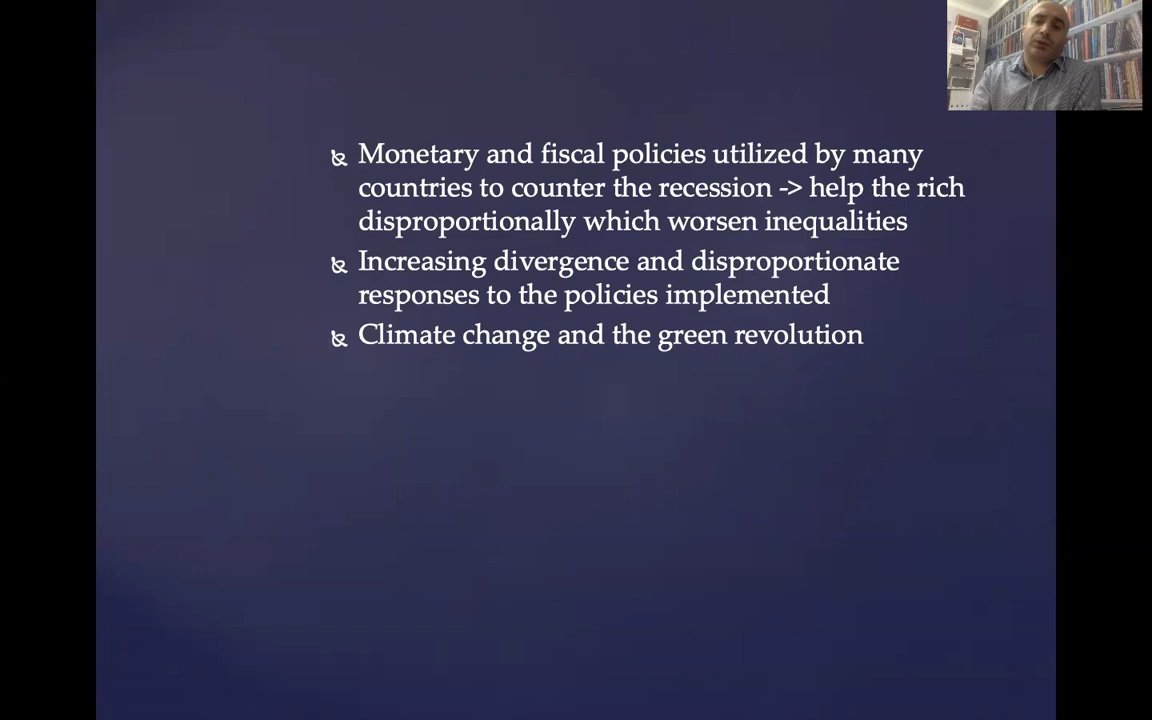 Monetary and fiscal policies utilized by many
countries to counter the recession -> help the rich
disproportionally which worsen inequalities
Increasing divergence and disproportionate
responses to the policies implemented
Climate change and the green revolution